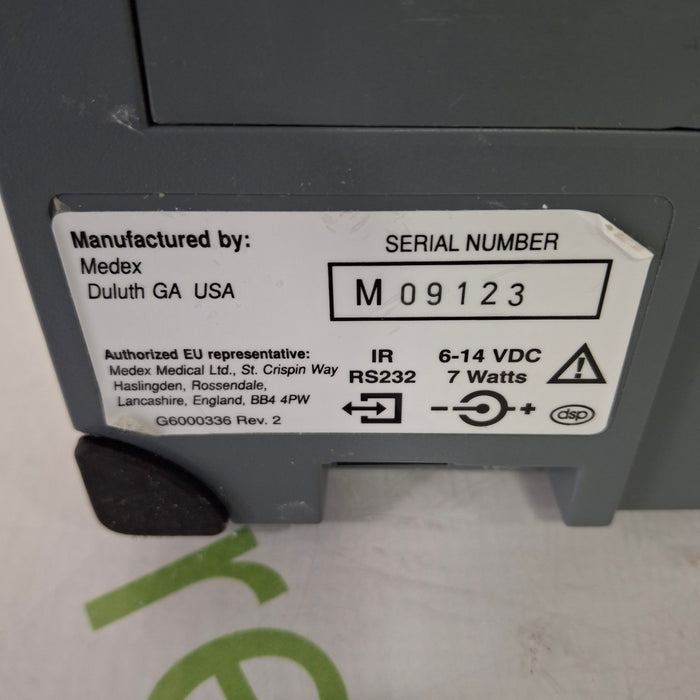 Manufactured by:
Medex
Duluth GA USA
SERIAL NUMBER
M 09123
Authorized EU representative:
Medex Medical Ltd., St. Crispin Way
Haslingden, Rossendale,
Lancashire, England, BB4 4PW
G6000336 Rev. 2
IR
RS232
6-14 VDC
7 Watts
- +
!
dsp
re